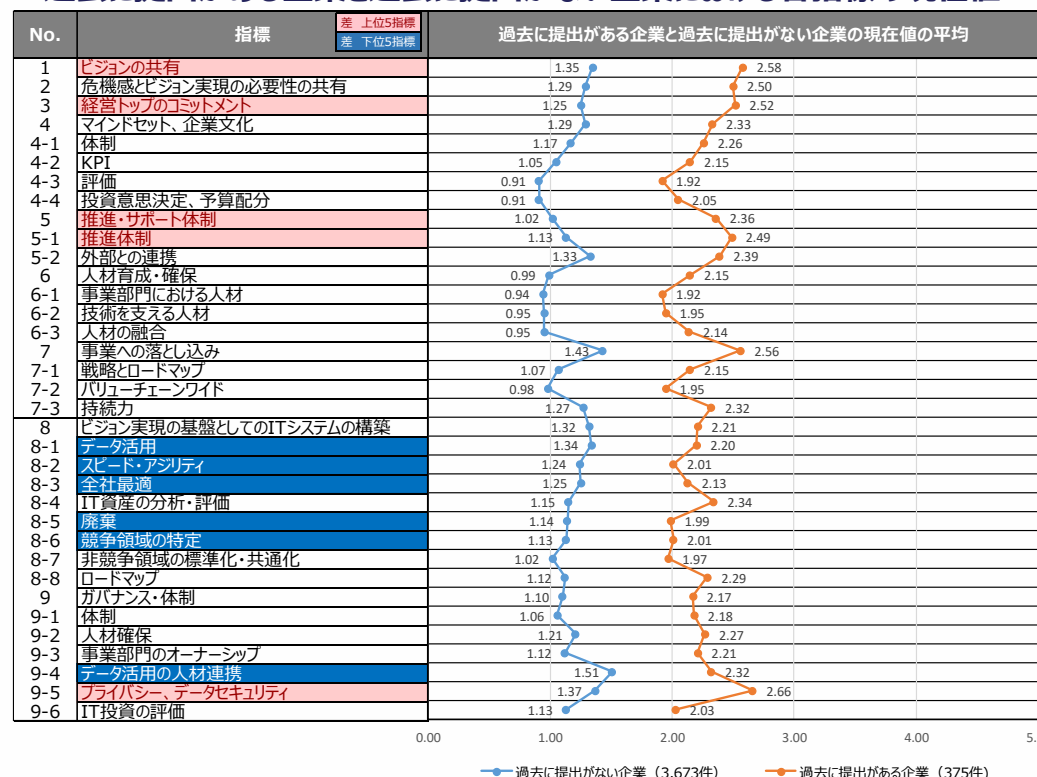 No. 指標 差 上位5指標 過去に提出がある企業と過去に提出がない企業の現在値の平均
差 下位5指標
1 ビジョンの共有 1.35 2.58
2 危機感とビジョン実現の必要性の共有 1.29 2.50
3 経営トップのコミットメント 1.25 2.52
4 マインドセット、企業文化 1.29 2.33
4-1 体制 1.17 2.26
4-2 KPI 1.05 2.15
4-3 評価 0.91 1.92
4-4 投資意思決定、予算配分 0.91 2.05
5 推進・サポート体制 1.02 2.36
5-1 推進体制 1.13 2.49
5-2 外部との連携 1.33 2.39
6 人材育成・確保 0.99 2.15
6-1 事業部門における人材 0.94 1.92
6-2 技術を支える人材 0.95 1.95
6-3 人材の融合 0.95 2.14
7 事業への落とし込み 1.43 2.56
7-1 戦略とロードマップ 1.07 2.15
7-2 バリューチェーンワイド 0.98 1.95
7-3 持続力 1.27 2.32
8 ビジョン実現の基盤としてのITシステムの構築 1.32 2.21
8-1 データ活用 1.34 2.20
8-2 スピード・アジリティ 1.24 2.01
8-3 全社最適 1.25 2.13
8-4 IT資産の分析・評価 1.15 2.34
8-5 廃棄 1.14 1.99
8-6 競争領域の特定 1.13 2.01
8-7 非競争領域の標準化・共通化 1.02 1.97
8-8 ロードマップ 1.12 2.29
9 ガバナンス・体制 1.10 2.17
9-1 体制 1.06 2.18
9-2 人材確保 1.21 2.27
9-3 事業部門のオーナーシップ 1.12 2.21
9-4 データ活用の人材連携 1.51 2.32
9-5 プライバシー、データセキュリティ 1.37 2.66
9-6 IT投資の評価 1.13 2.03
0.00 1.00 2.00 3.00 4.00 5.
過去に提出がない企業（3,673件） 過去に提出がある企業（375件）